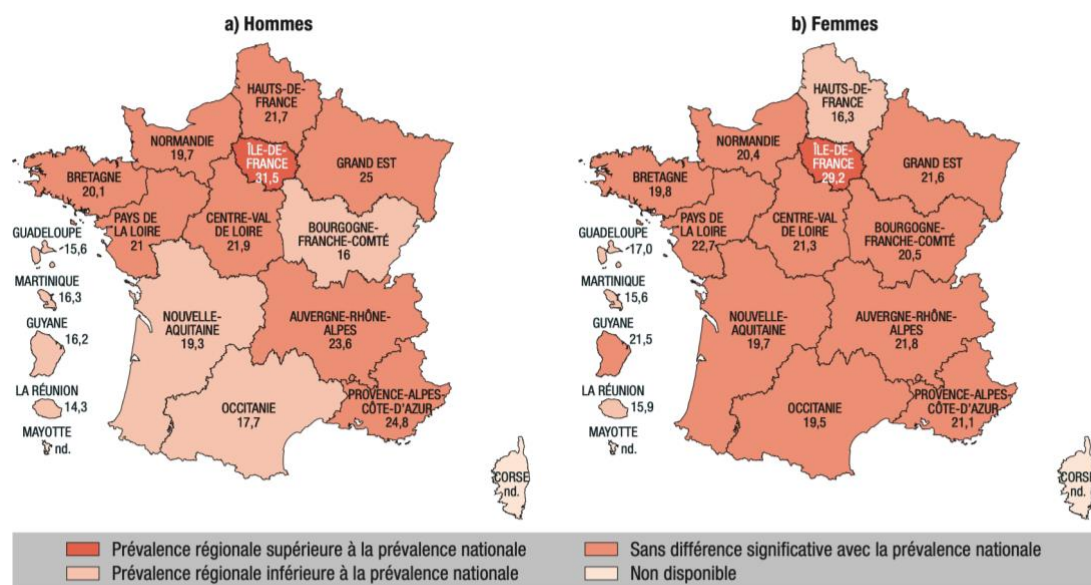 a) Hommes
HAUTS-DE-
FRANCE
21,7
NORMANDIE
19,7
ÎLE-DE-
FRANCE
31,5
GRAND EST
25
BRETAGNE
20,1
PAYS DE
LA LOIRE
21
CENTRE-VAL
DE LOIRE
21,9
BOURGOGNE-
FRANCHE-COMTÉ
16
GUADELOUPE
15,6
MARTINIQUE
16,3
GUYANE
16,2
LA RÉUNION
14,3
MAYOTTE
nd.
NOUVELLE-
AQUITAINE
19,3
AUVERGNE-RHÔNE-
ALPES
23,6
OCCITANIE
17,7
PROVENCE-ALPES
CÔTE-D'AZUR
24,8
CORSE
nd.
b) Femmes
HAUTS-DE-
FRANCE
16,3
NORMANDIE
20,4
ÎLE-DE-
FRANCE
29,2
GRAND EST
21,6
BRETAGNE
19,8
PAYS DE
LA LOIRE
22,7
CENTRE-VAL
DE LOIRE
21,3
BOURGOGNE-
FRANCHE-COMTÉ
20,5
GUADELOUPE
17,0
MARTINIQUE
15,6
GUYANE
21,5
LA RÉUNION
15,9
MAYOTTE
nd.
NOUVELLE-
AQUITAINE
19,7
AUVERGNE-RHÔNE-
ALPES
21,8
OCCITANIE
19,5
PROVENCE-ALPES
CÔTE-D'AZUR
21,1
CORSE
nd.
Prévalence régionale supérieure à la prévalence nationale
Prévalence régionale inférieure à la prévalence nationale
Sans différence significative avec la prévalence nationale
Non disponible